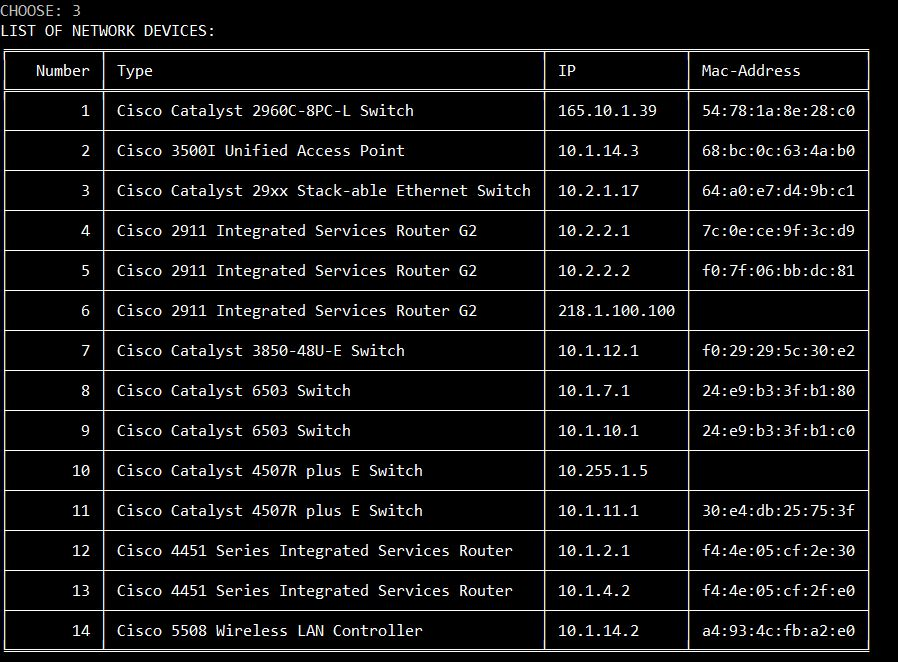 CHOOSE: 3
LIST OF NETWORK DEVICES:
Number Type IP Mac-Address
1 Cisco Catalyst 2960C-8PC-L Switch 165.10.1.39 54:78:1a:8e:28:c0
2 Cisco 3500I Unified Access Point 10.1.14.3 68:bc:0c:63:4a:b0
3 Cisco Catalyst 29xx Stack-able Ethernet Switch 10.2.1.17 64:a0:e7:d4:9b:c1
4 Cisco 2911 Integrated Services Router G2 10.2.2.1 7c:0e:ce:9f:3c:d9
5 Cisco 2911 Integrated Services Router G2 10.2.2.2 f0:7f:06:bb:dc:81
6 Cisco 2911 Integrated Services Router G2 218.1.100.100
7 Cisco Catalyst 3850-48U-E Switch 10.1.12.1 f0:29:29:5c:30:e2
8 Cisco Catalyst 6503 Switch 10.1.7.1 24:e9:b3:3f:b1:80
9 Cisco Catalyst 6503 Switch 10.1.10.1 24:e9:b3:3f:b1:c0
10 Cisco Catalyst 4507R plus E Switch 10.255.1.5
11 Cisco Catalyst 4507R plus E Switch 10.1.11.1 30:e4:db:25:75:3f
12 Cisco 4451 Series Integrated Services Router 10.1.2.1 f4:4e:05:cf:2e:30
13 Cisco 4451 Series Integrated Services Router 10.1.4.2 f4:4e:05:cf:2f:e0
14 Cisco 5508 Wireless LAN Controller 10.1.14.2 a4:93:4c:fb:a2:e0